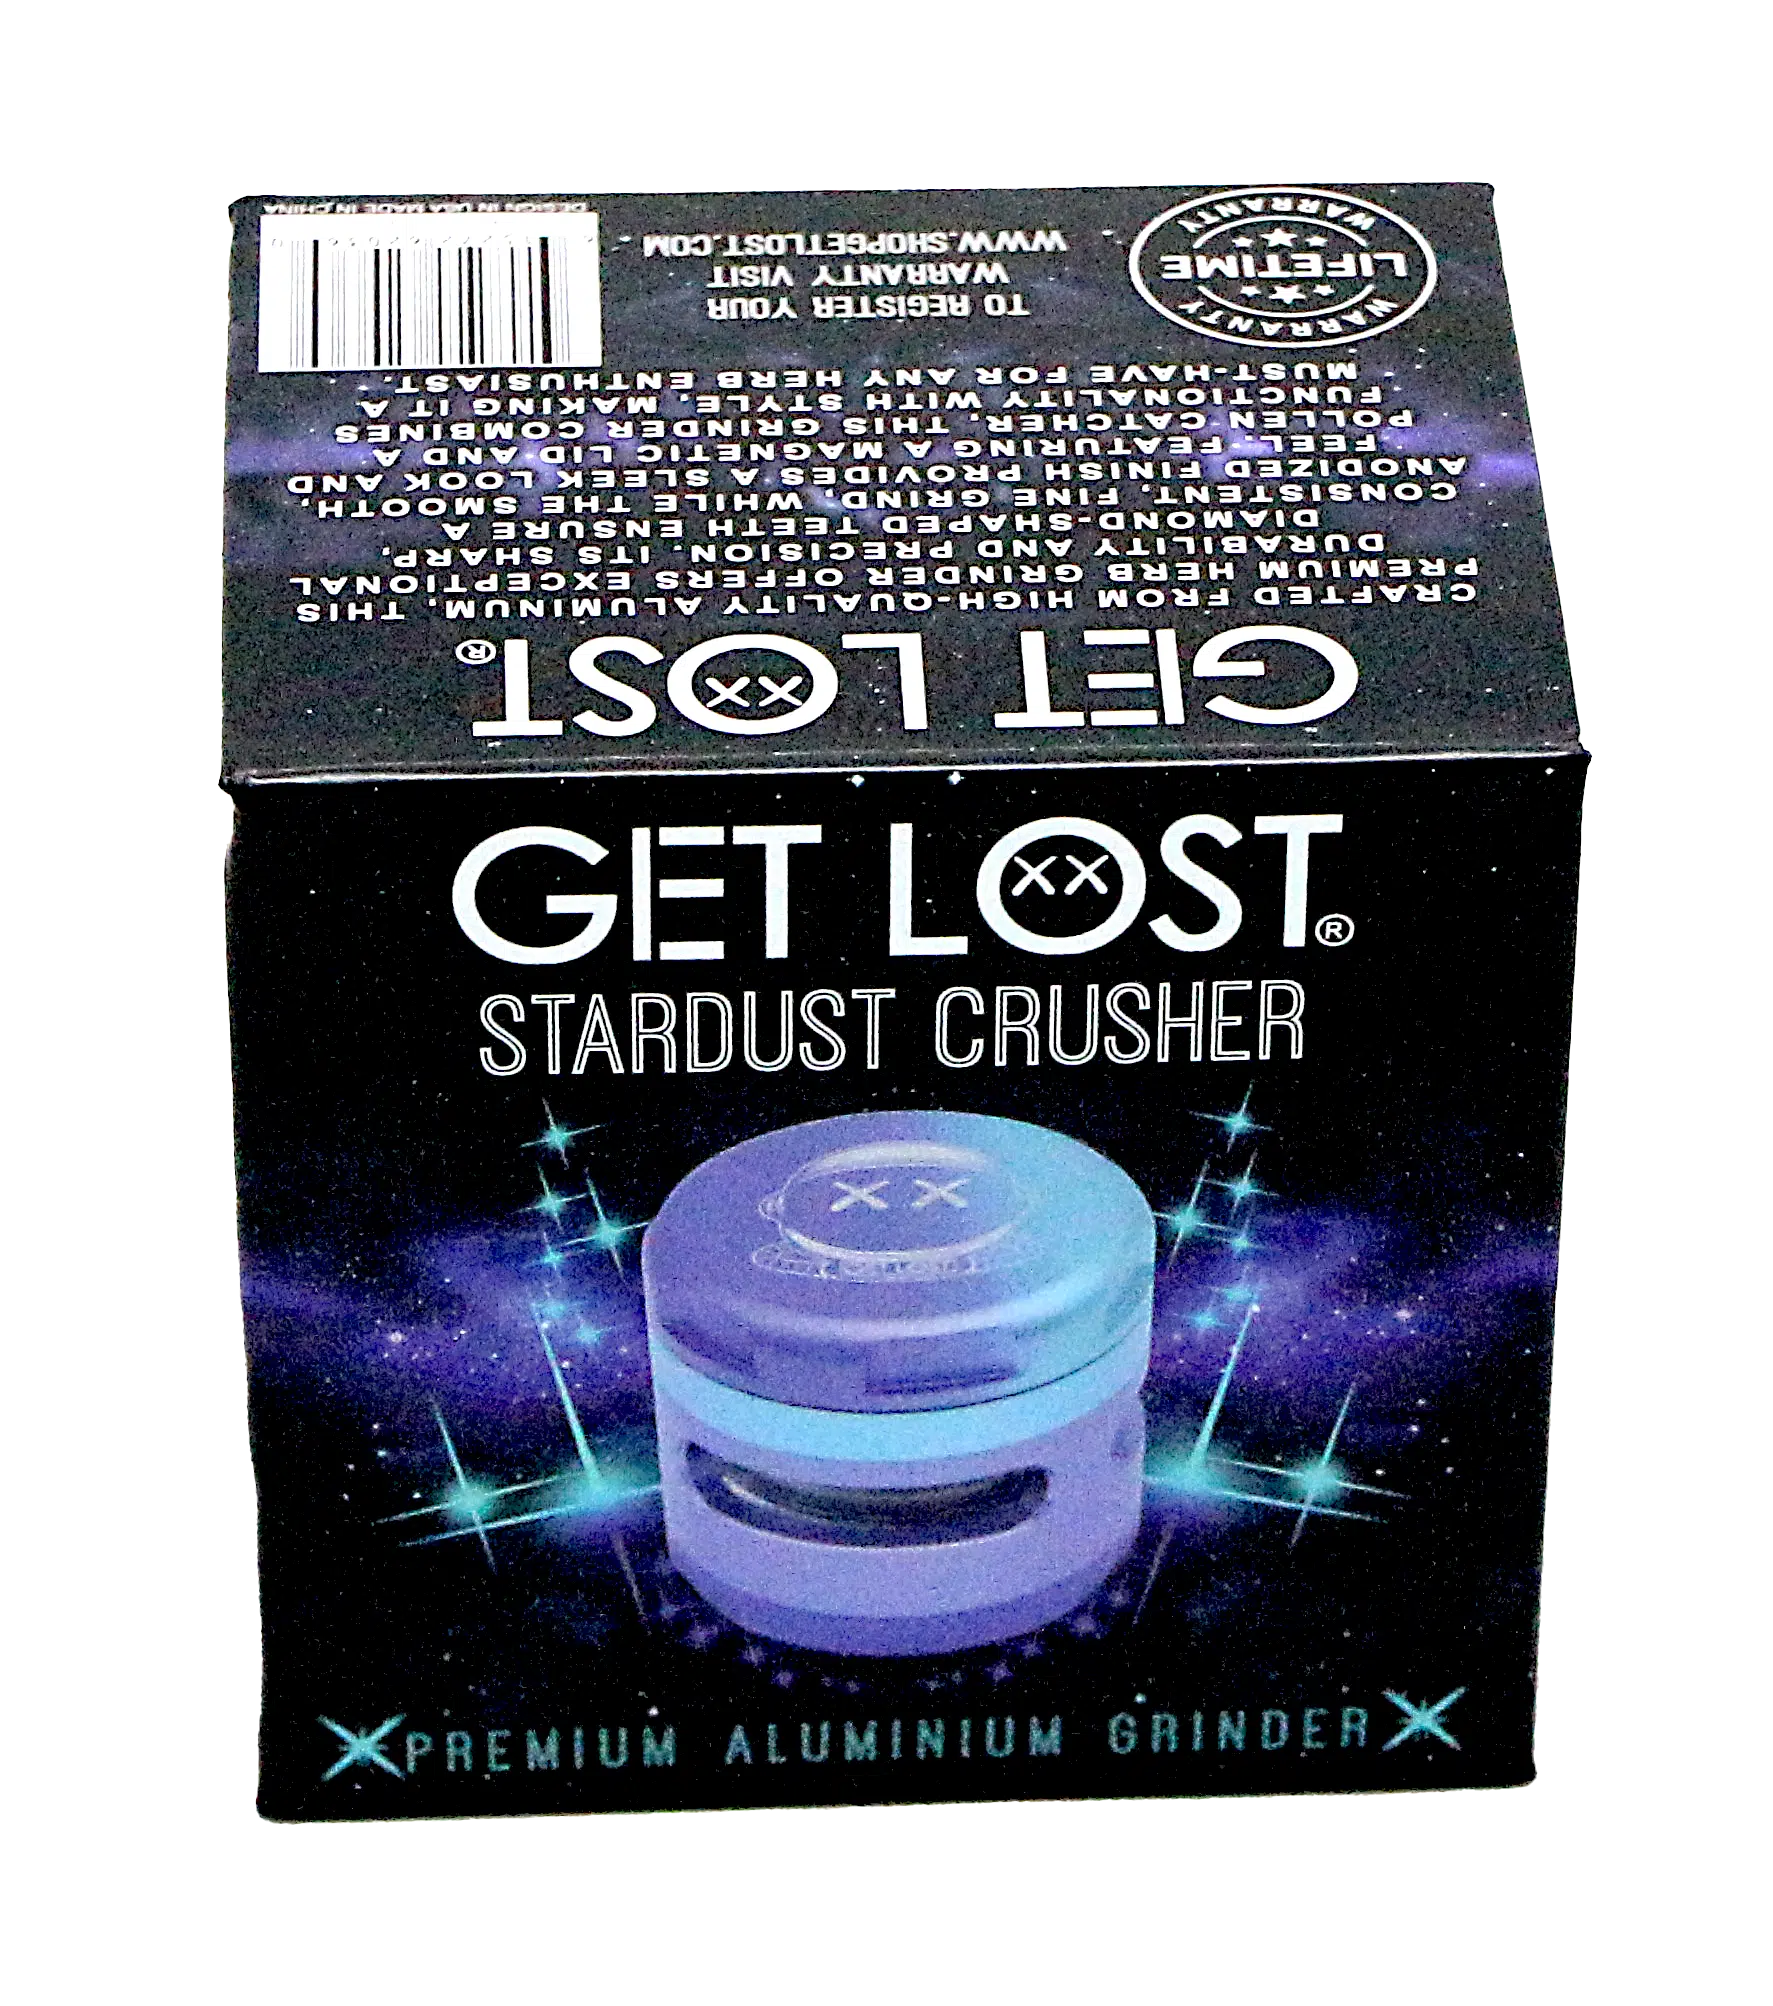 GET LOST®
STARDUST CRUSHER
PREMIUM ALUMINIUM GRINDER
GET LOST®
CRAFTED FROM HIGH-QUALITY ALUMINUM, THIS
PREMIUM HERB GRINDER OFFERS EXCEPTIONAL
DURABILITY AND PRECISION. ITS SHARP,
DIAMOND-SHAPED TEETH ENSURE A
CONSISTENT, FINE GRIND, WHILE THE SMOOTH,
ANODIZED FINISH PROVIDES A SLEEK LOOK AND
FEEL. FEATURING A MAGNETIC LID AND A
POLLEN CATCHER, THIS GRINDER COMBINES
FUNCTIONALITY WITH STYLE, MAKING IT A
MUST-HAVE FOR ANY HERB ENTHUSIAST.
WARRANTY
LIFETIME
WARRANTY
TO REGISTER YOUR
WARRANTY VISIT
WWW.SHOPGETLOST.COM
DESIGN IN USA MADE IN CHINA